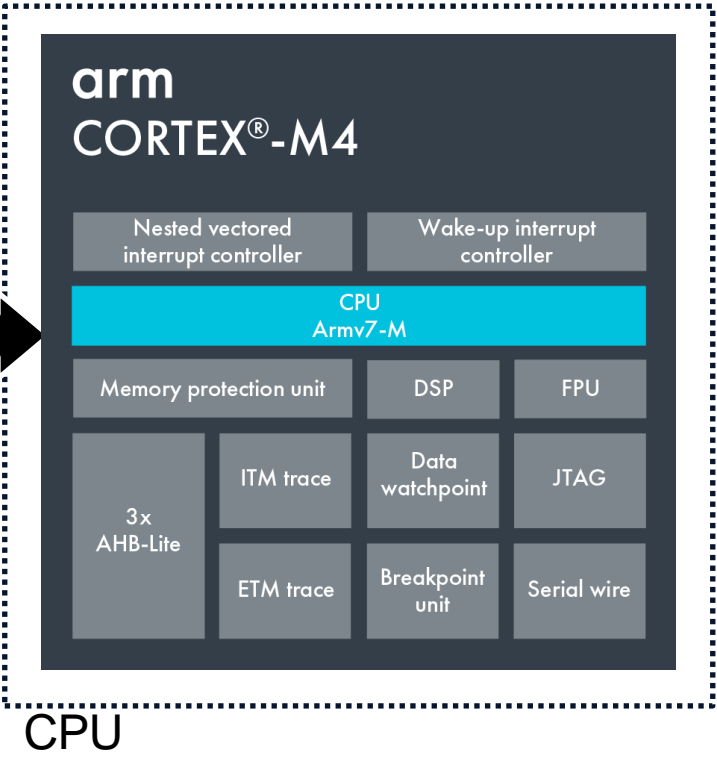 arm
CORTEX®-M4
Nested vectored
interrupt controller
Wake-up interrupt
controller
CPU
Armv7-M
Memory protection unit
DSP
FPU
3x
AHB-Lite
ITM trace
Data
watchpoint
JTAG
ETM trace
Breakpoint
unit
Serial wire
CPU